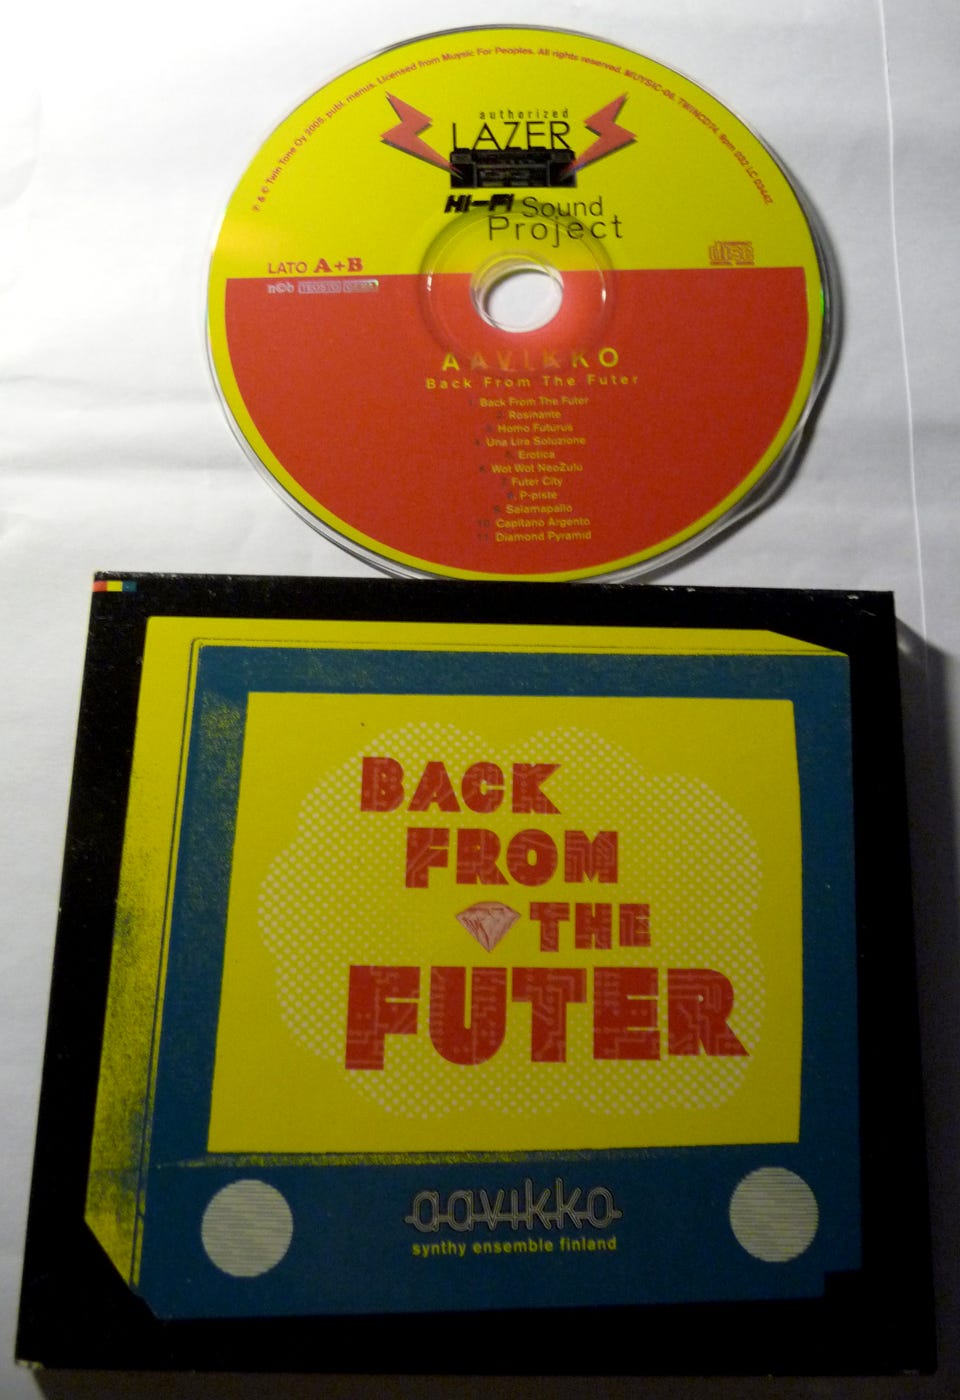 ℗ & © Twin Tone Oy 2005, publ. manus. Licensed from Muysic For Peoples. All rights reserved. MUYSIC-06, TWINCD74,
authorized
LAZER
HI-FI Sound
Project
LATO A+B
disc
n©b TEOSTO
AAVIKKO
Back From The Futer
1. Back From The Futer
2. Rosinante
3. Homo Futurus
4. Una Lira Soluzione
5. Erotica
6. Wot Wot NeoZulu
7. Futer City
8. P-piste
9. Salamapallo
10. Capitano Argento
11. Diamond Pyramid
BACK
FROM
THE
FUTER
aavikko
synthy ensemble finland